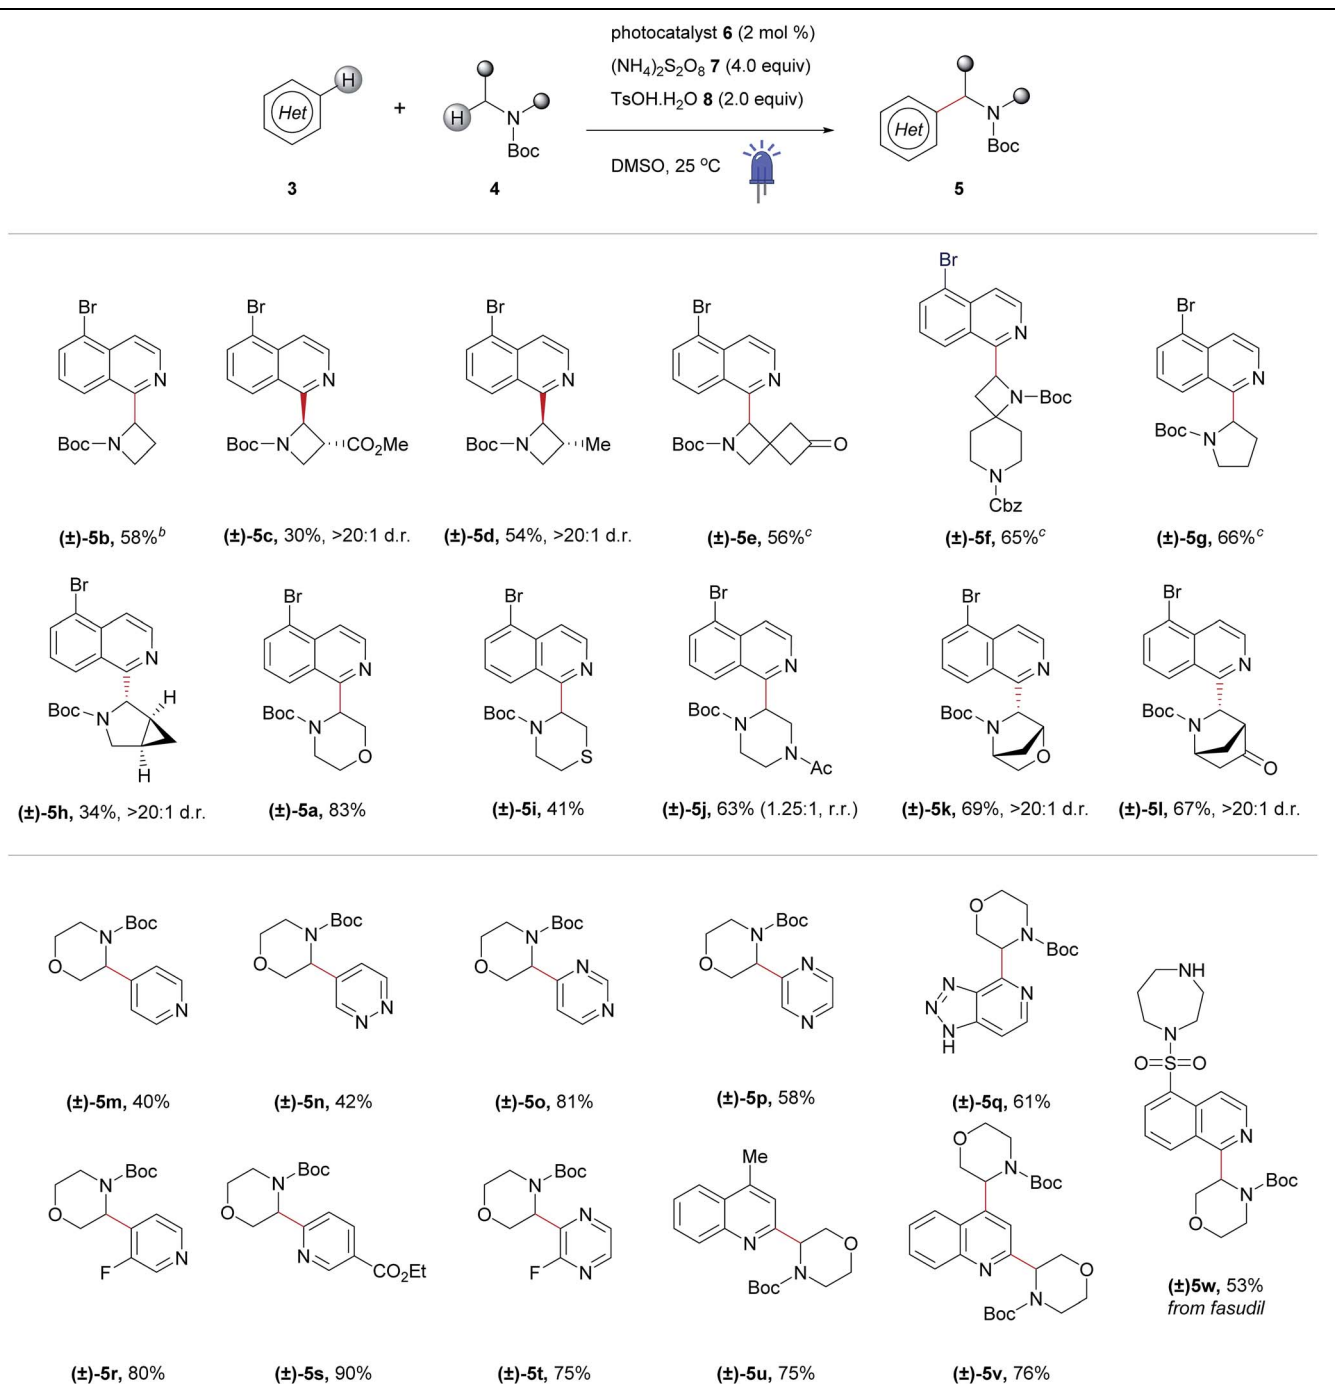 photocatalyst 6 (2 mol %)
(NH4)2S2O8 7 (4.0 equiv)
TsOH.H2O 8 (2.0 equiv)
DMSO, 25 oC
Het
H
+
H
N
Boc
Het
N
Boc
3
4
5
Br
N
Boc
N
Br
N
Boc
N
CO2Me
Br
N
Boc
N
Me
Br
N
Boc
N
O
Br
N
N
Boc
N
Cbz
Br
N
Boc
N
(±)-5b, 58%b
(±)-5c, 30%, >20:1 d.r.
(±)-5d, 54%, >20:1 d.r.
(±)-5e, 56%c
(±)-5f, 65%c
(±)-5g, 66%c
Br
N
Boc
N
H
H
Br
N
Boc
N
O
Br
N
Boc
N
S
Br
N
Boc
N
N
Ac
Br
N
Boc
N
O
Br
N
Boc
N
O
(±)-5h, 34%, >20:1 d.r.
(±)-5a, 83%
(±)-5i, 41%
(±)-5j, 63% (1.25:1, r.r.)
(±)-5k, 69%, >20:1 d.r.
(±)-5l, 67%, >20:1 d.r.
Boc
N
O
N
Boc
N
O
N
N
Boc
N
O
N
N
Boc
N
O
N
N
O
N
Boc
N
N
N
N
H
NH
N
O=S=O
N
Boc
N
O
(±)-5m, 40%
(±)-5n, 42%
(±)-5o, 81%
(±)-5p, 58%
(±)-5q, 61%
Boc
N
O
F
N
Boc
N
O
N
CO2Et
Boc
N
O
N
F
N
Me
N
O
N
Boc
O
N
Boc
N
O
N
Boc
(±)5w, 53%
from fasudil
(±)-5r, 80%
(±)-5s, 90%
(±)-5t, 75%
(±)-5u, 75%
(±)-5v, 76%